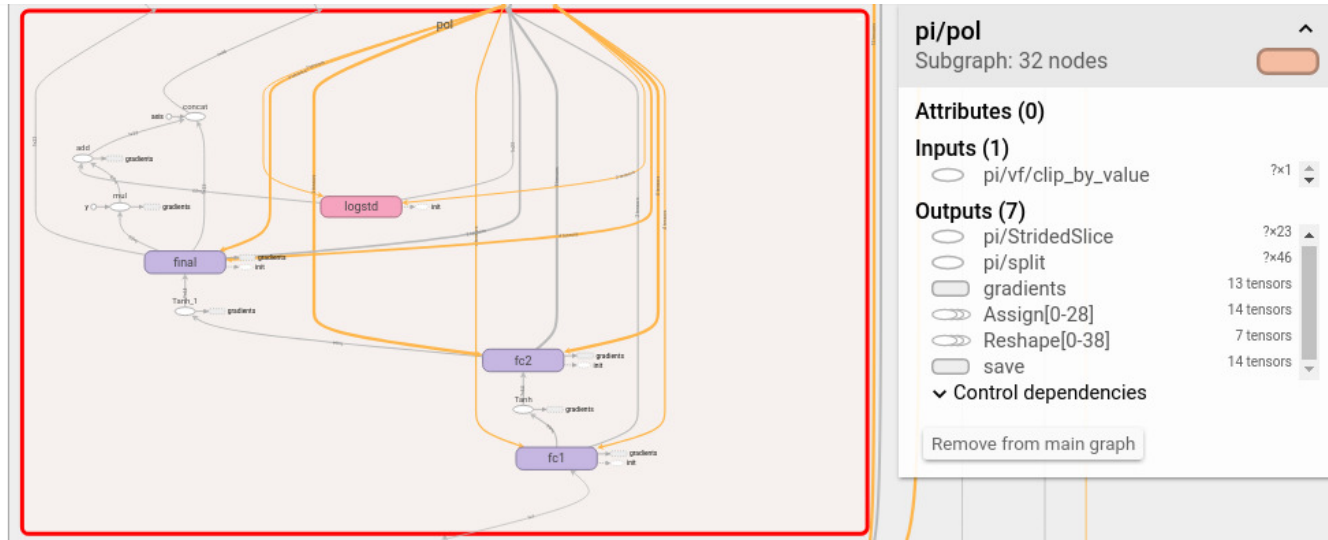 pol
concat
axis
add
gradients
mul
y
gradients
logstd
init
final
gradients
init
Tanh_1
gradients
fc2
gradients
init
Tanh
gradients
fc1
gradients
init
pi/pol
Subgraph: 32 nodes
Attributes (0)
Inputs (1)
pi/vf/clip_by_value ?×1
Outputs (7)
pi/StridedSlice ?×23
pi/split ?×46
gradients 13 tensors
Assign[0-28] 14 tensors
Reshape[0-38] 7 tensors
save 14 tensors
Control dependencies
Remove from main graph